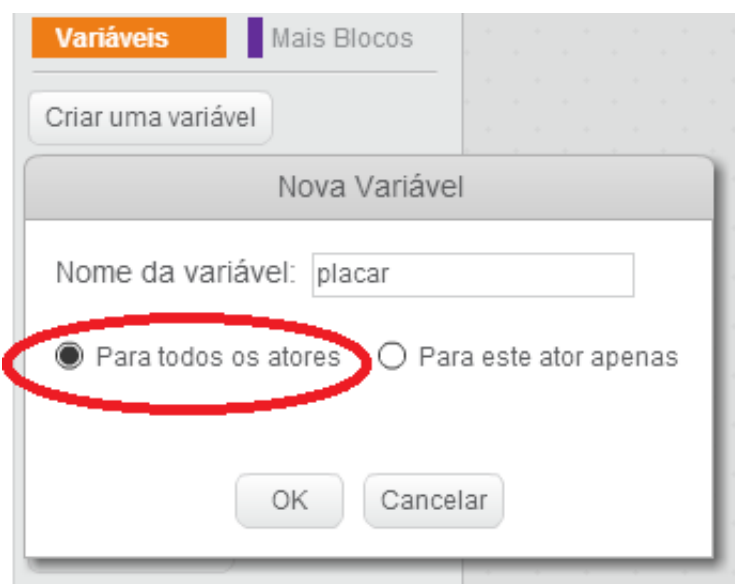 Variáveis Mais Blocos
Criar uma variável
Nova Variável
Nome da variável: placar
Para todos os atores Para este ator apenas
OK Cancelar